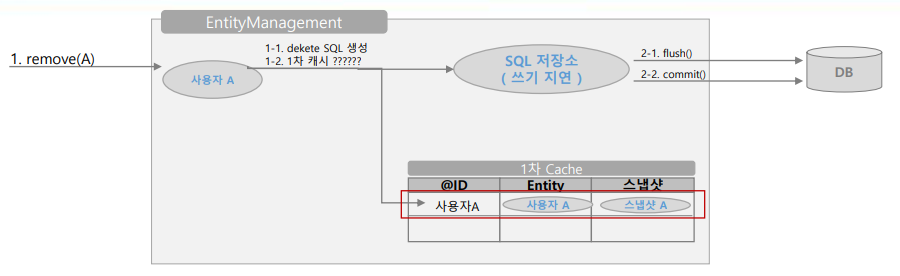 EntityManagement
1. remove(A)
사용자 A
1-1. dekete SQL 생성
1-2. 1차 캐시 ??????
SQL 저장소
( 쓰기 지연 )
2-1. flush()
2-2. commit()
DB
1차 Cache
@ID Entity 스냅샷
사용자A 사용자 A 스냅샷 A